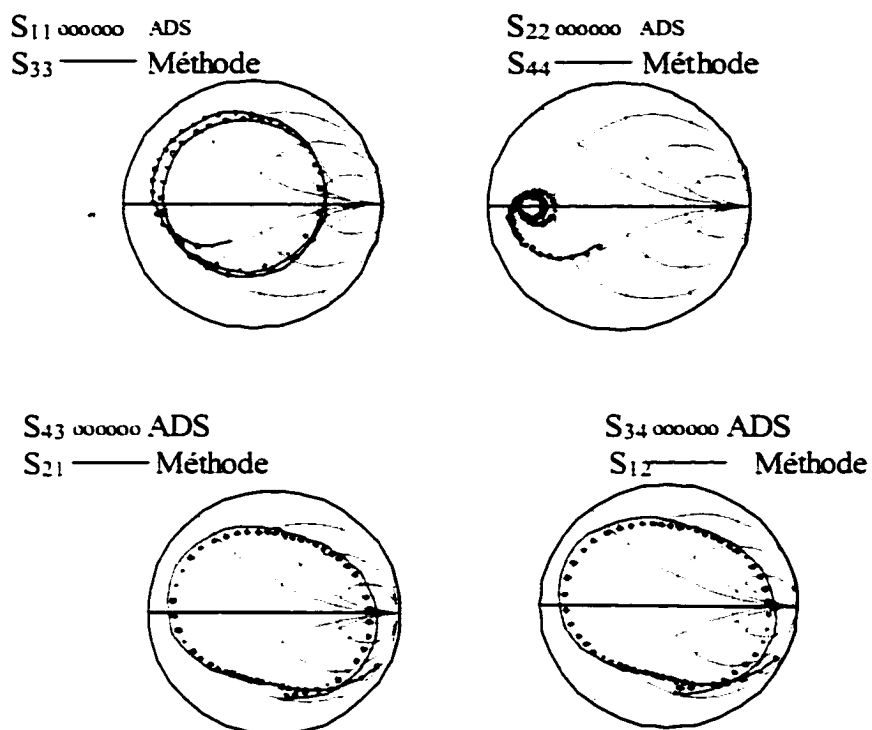 S11 oooooo ADS
S33 —— Méthode
S22 oooooo ADS
S44 —— Méthode
S43 oooooo ADS
S21 —— Méthode
S34 oooooo ADS
S12 —— Méthode